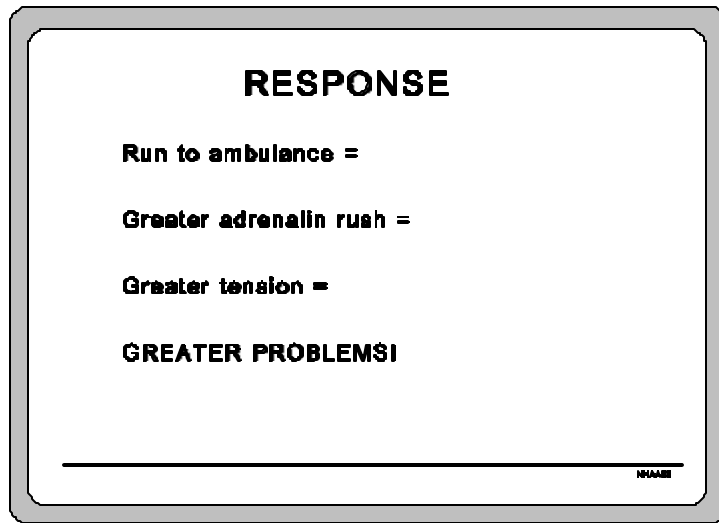 RESPONSE
Run to ambulance =
Greater adrenalin rush =
Greater tension =
GREATER PROBLEMS!